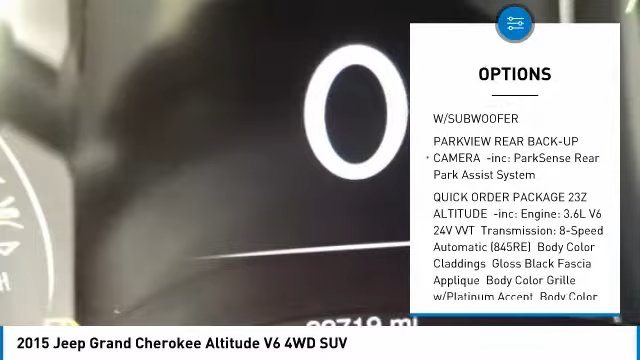 0
OPTIONS
W/SUBWOOFER
PARKVIEW REAR BACK-UP
CAMERA -inc: ParkSense Rear
Park Assist System
QUICK ORDER PACKAGE 23Z
ALTITUDE -inc: Engine: 3.6L V6
24V VVT Transmission: 8-Speed
Automatic (845RE) Body Color
Claddings Gloss Black Fascia
Applique Body Color Grille
w/Platinum Accent Body Color
mi
2015 Jeep Grand Cherokee Altitude V6 4WD SUV